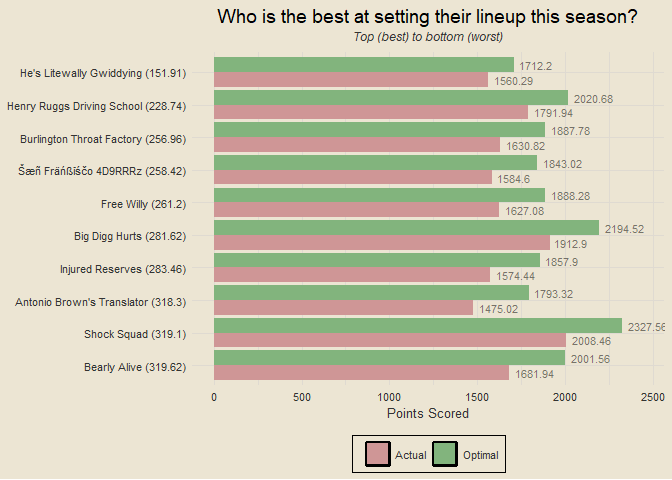 Who is the best at setting their lineup this season?
Top (best) to bottom (worst)
He's Litewally Gwiddying (151.91)
1712.2
1560.29
Henry Ruggs Driving School (228.74)
2020.68
1791.94
Burlington Throat Factory (256.96)
1887.78
1630.82
Šæñ Fräńßiščo 4D9RRRz (258.42)
1843.02
1584.6
Free Willy (261.2)
1888.28
1627.08
Big Digg Hurts (281.62)
2194.52
1912.9
Injured Reserves (283.46)
1857.9
1574.44
Antonio Brown's Translator (318.3)
1793.32
1475.02
Shock Squad (319.1)
2327.56
2008.46
Bearly Alive (319.62)
2001.56
1681.94
0 500 1000 1500 2000 2500
Points Scored
Actual Optimal